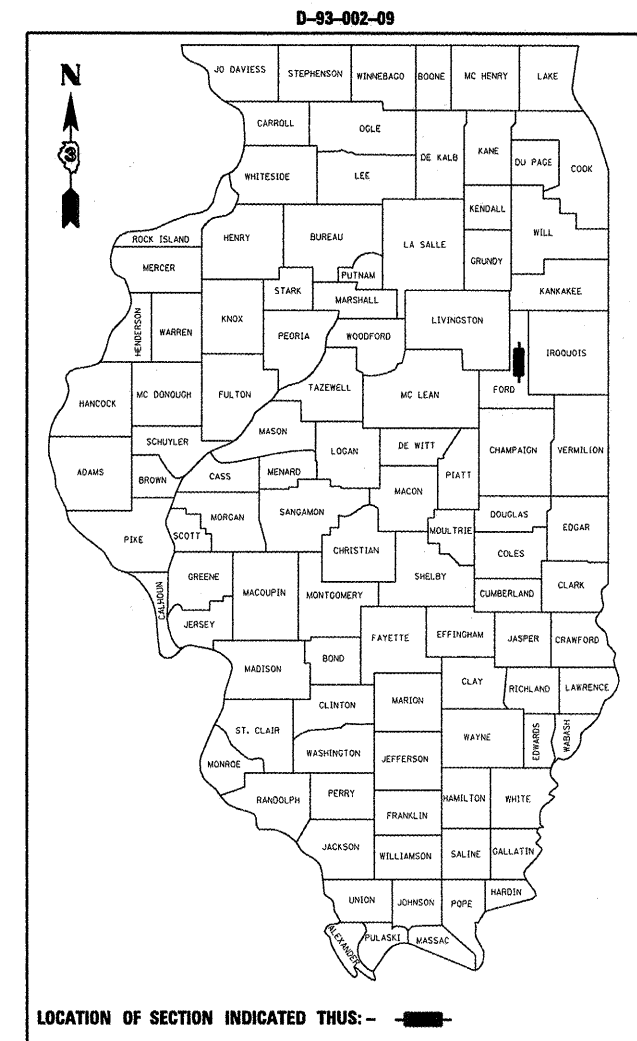 D-93-002-09
N
JO DAVIESS STEPHENSON WINNEBAGO BOONE MC HENRY LAKE
CARROLL OGLE DE KALB KANE DU PAGE COOK
WHITESIDE LEE KENDALL WILL
ROCK ISLAND HENRY BUREAU LA SALLE GRUNDY
MERCER PUTNAM KANKAKEE
STARK MARSHALL
HENDERSON WARREN KNOX PEORIA WOODFORD LIVINGSTON IROQUOIS
HANCOCK MC DONOUGH FULTON TAZEWELL MC LEAN FORD
SCHUYLER MASON LOGAN DE WITT PIATT CHAMPAIGN VERMILION
ADAMS BROWN CASS MENARD MACON
PIKE SCOTT MORGAN SANGAMON CHRISTIAN MOULTRIE DOUGLAS EDGAR
COLES
CALHOUN GREENE MACOUPIN MONTGOMERY SHELBY CUMBERLAND CLARK
JERSEY FAYETTE EFFINGHAM JASPER CRAWFORD
MADISON BOND CLAY RICHLAND LAWRENCE
CLINTON MARION
ST. CLAIR WAYNE EDWARDS WABASH
MONROE WASHINGTON JEFFERSON
RANDOLPH PERRY FRANKLIN HAMILTON WHITE
JACKSON WILLIAMSON SALINE GALLATIN
UNION JOHNSON POPE HARDIN
ALEXANDER PULASKI MASSAC
LOCATION OF SECTION INDICATED THUS: -